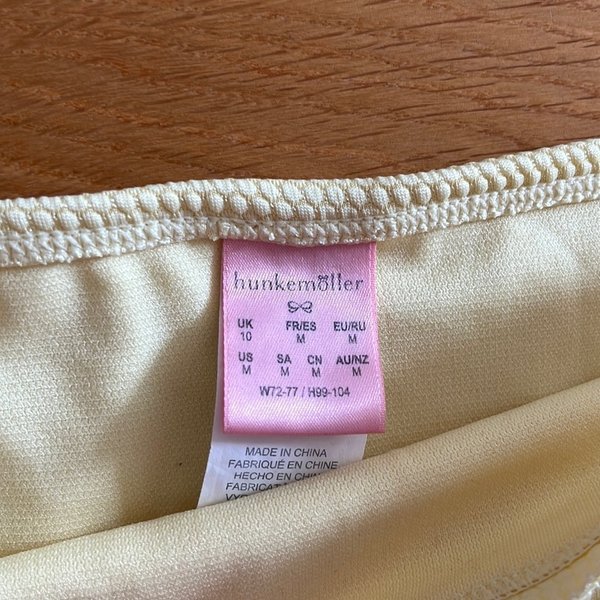 hunkemöller
UK FR/ES EU/RU
10 M M
US SA CN AU/NZ
M M M M
W72-77 / H99-104
MADE IN CHINA
FABRIQUÉ EN CHINE
HECHO EN